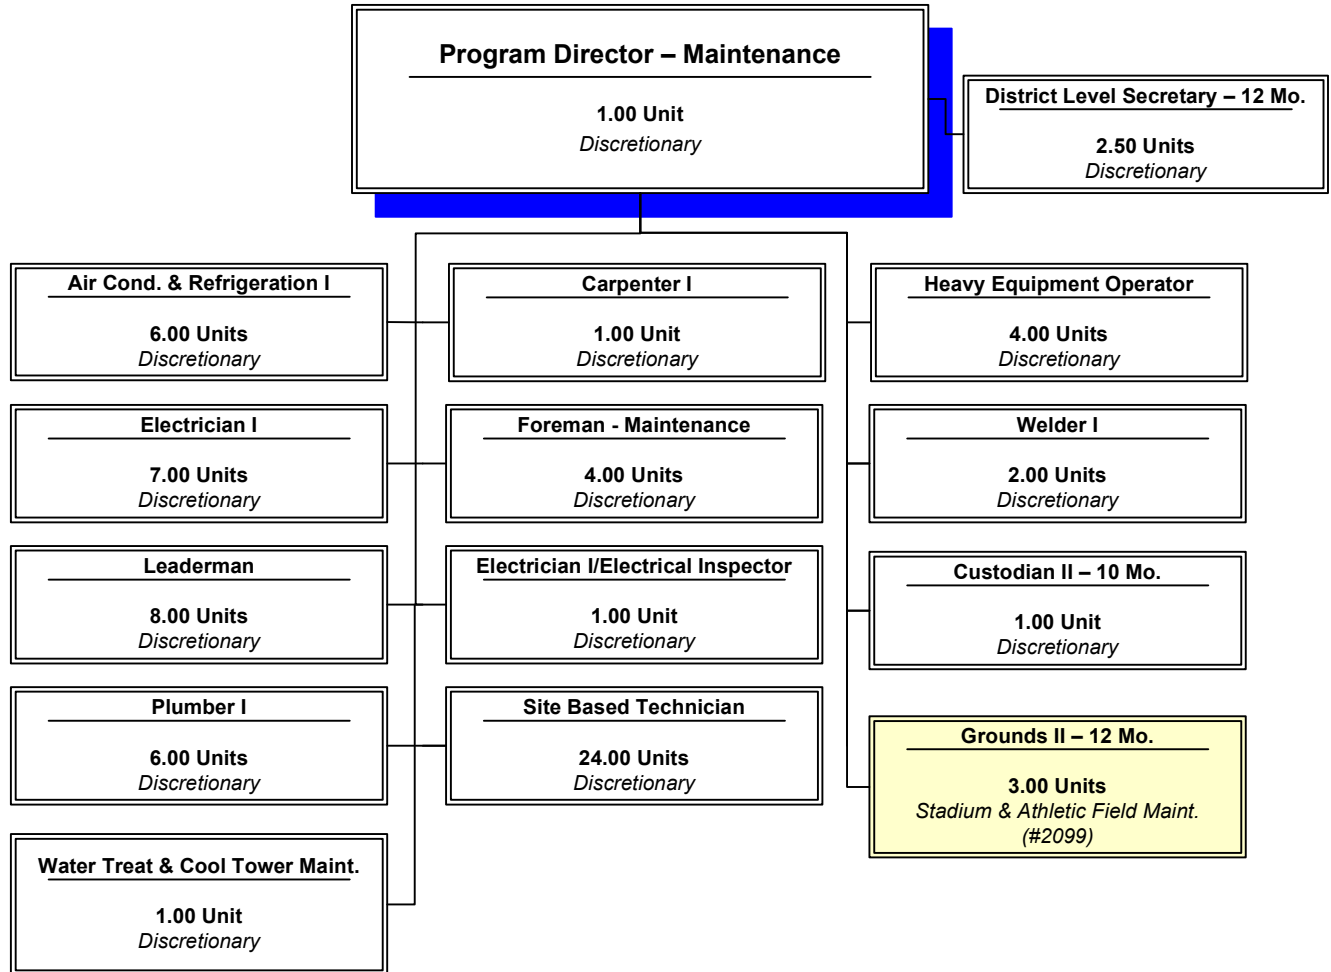 Program Director – Maintenance
1.00 Unit
Discretionary
District Level Secretary – 12 Mo.
2.50 Units
Discretionary
Air Cond. & Refrigeration I
6.00 Units
Discretionary
Carpenter I
1.00 Unit
Discretionary
Heavy Equipment Operator
4.00 Units
Discretionary
Electrician I
7.00 Units
Discretionary
Foreman - Maintenance
4.00 Units
Discretionary
Welder I
2.00 Units
Discretionary
Leaderman
8.00 Units
Discretionary
Electrician I/Electrical Inspector
1.00 Unit
Discretionary
Custodian II – 10 Mo.
1.00 Unit
Discretionary
Plumber I
6.00 Units
Discretionary
Site Based Technician
24.00 Units
Discretionary
Grounds II – 12 Mo.
3.00 Units
Stadium & Athletic Field Maint.
(#2099)
Water Treat & Cool Tower Maint.
1.00 Unit
Discretionary